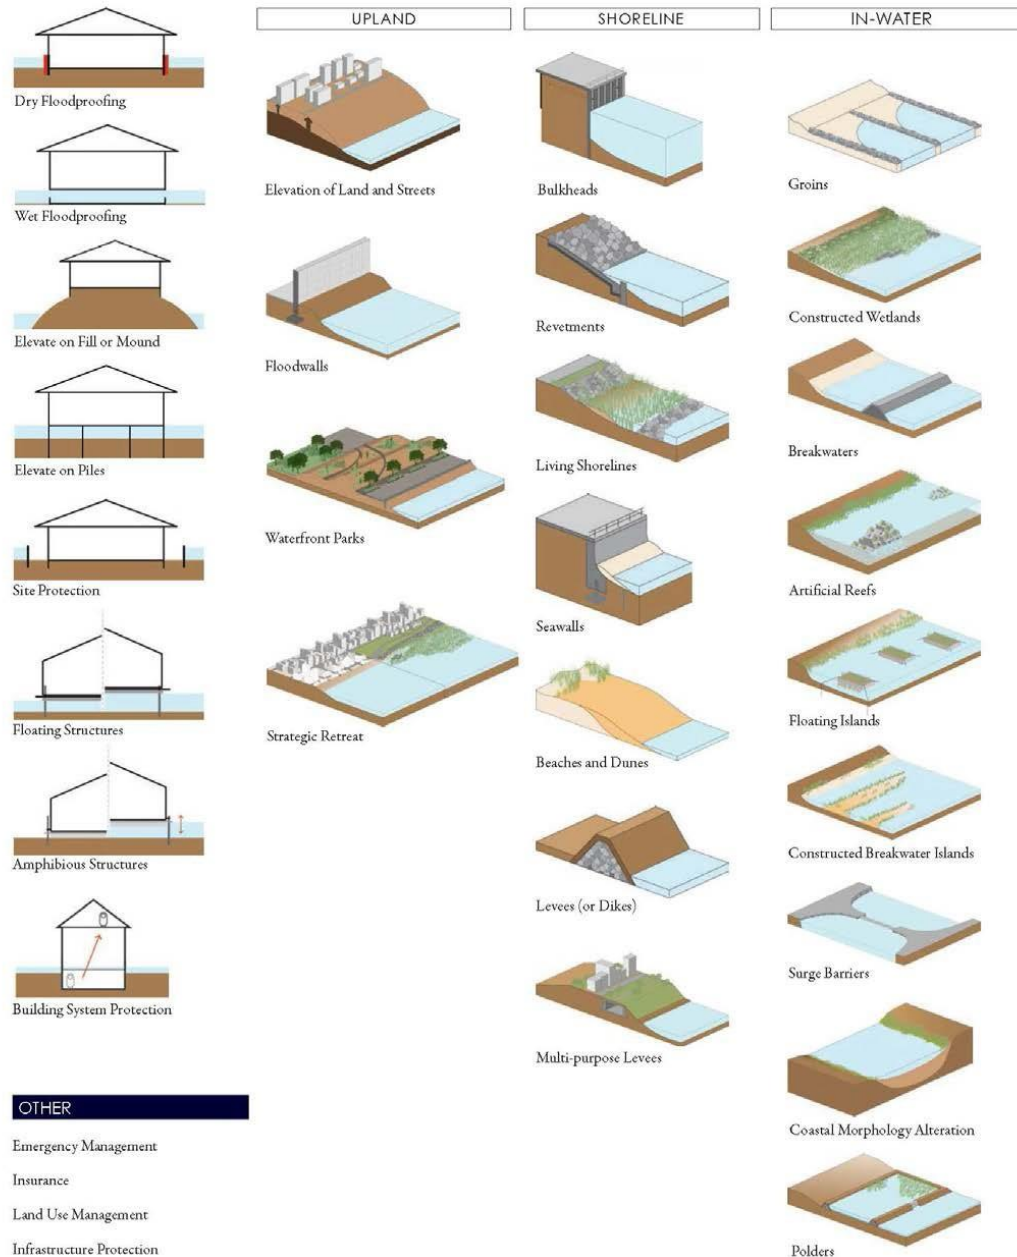 Dry Floodproofing
Wet Floodproofing
Elevate on Fill or Mound
Elevate on Piles
Site Protection
Floating Structures
Amphibious Structures
Building System Protection
OTHER
Emergency Management
Insurance
Land Use Management
Infrastructure Protection
UPLAND
Elevation of Land and Streets
Floodwalls
Waterfront Parks
Strategic Retreat
SHORELINE
Bulkheads
Revetments
Living Shorelines
Seawalls
Beaches and Dunes
Levees (or Dikes)
Multi-purpose Levees
IN-WATER
Groins
Constructed Wetlands
Breakwaters
Artificial Reefs
Floating Islands
Constructed Breakwater Islands
Surge Barriers
Coastal Morphology Alteration
Polders